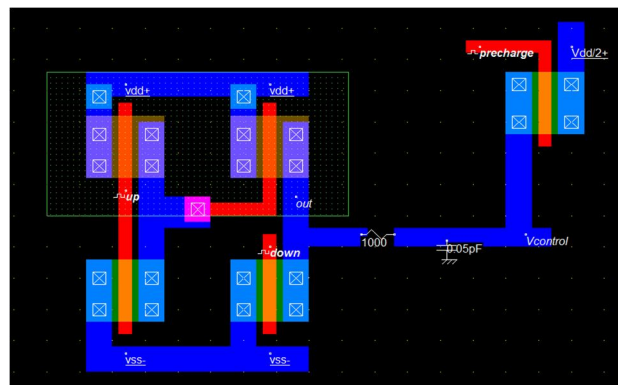 precharge
Vdd/2+
vdd+
vdd+
up
out
down
1000
0.05pF
Vcontrol
vss-
vss-